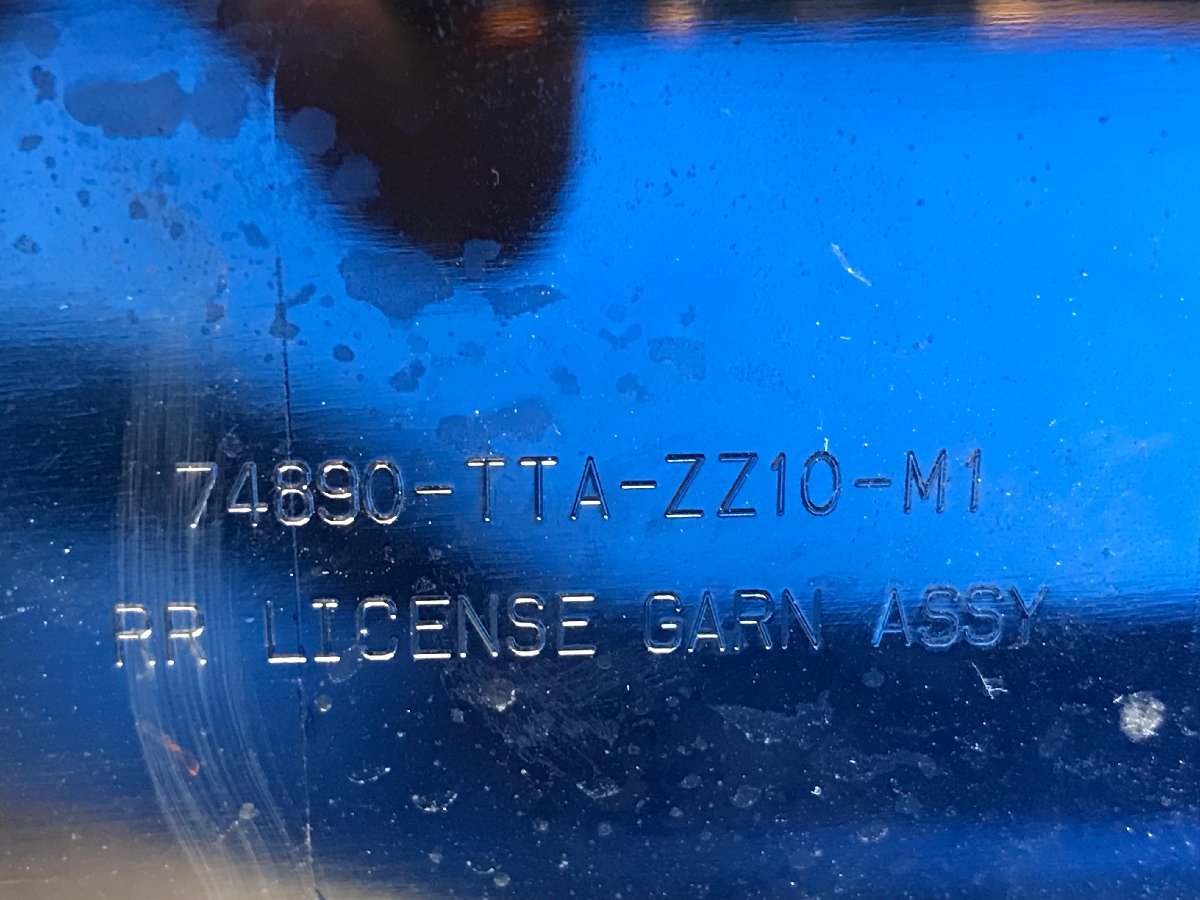 74890-TTA-ZZ10-M1
RR LICENSE GARN ASSY